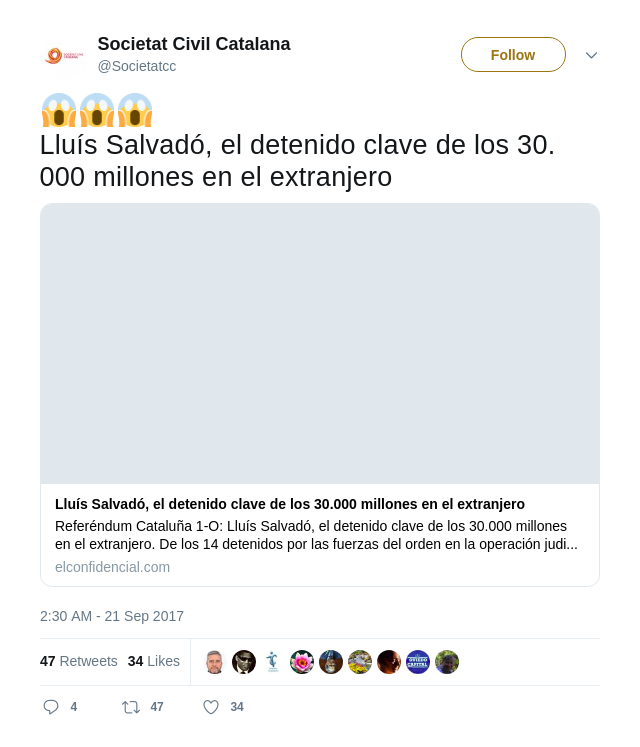 Societat Civil Catalana
@Societatcc
Follow
Lluís Salvadó, el detenido clave de los 30.
000 millones en el extranjero
Lluís Salvadó, el detenido clave de los 30.000 millones en el extranjero
Referéndum Cataluña 1-O: Lluís Salvadó, el detenido clave de los 30.000 millones
en el extranjero. De los 14 detenidos por las fuerzas del orden en la operación judi...
elconfidencial.com
2:30 AM - 21 Sep 2017
47 Retweets 34 Likes
OVIEDO
CAPITAL
4 47 34